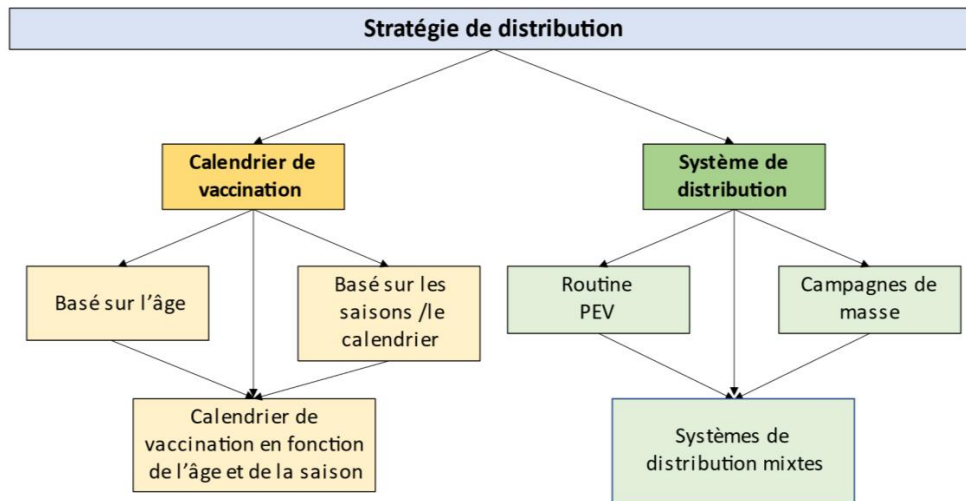 Stratégie de distribution
Calendrier de
vaccination
Système de
distribution
Basé sur l'âge
Basé sur les
saisons /le
calendrier
Routine
PEV
Campagnes de
masse
Calendrier de
vaccination en fonction
de l'âge et de la saison
Systèmes de
distribution mixtes